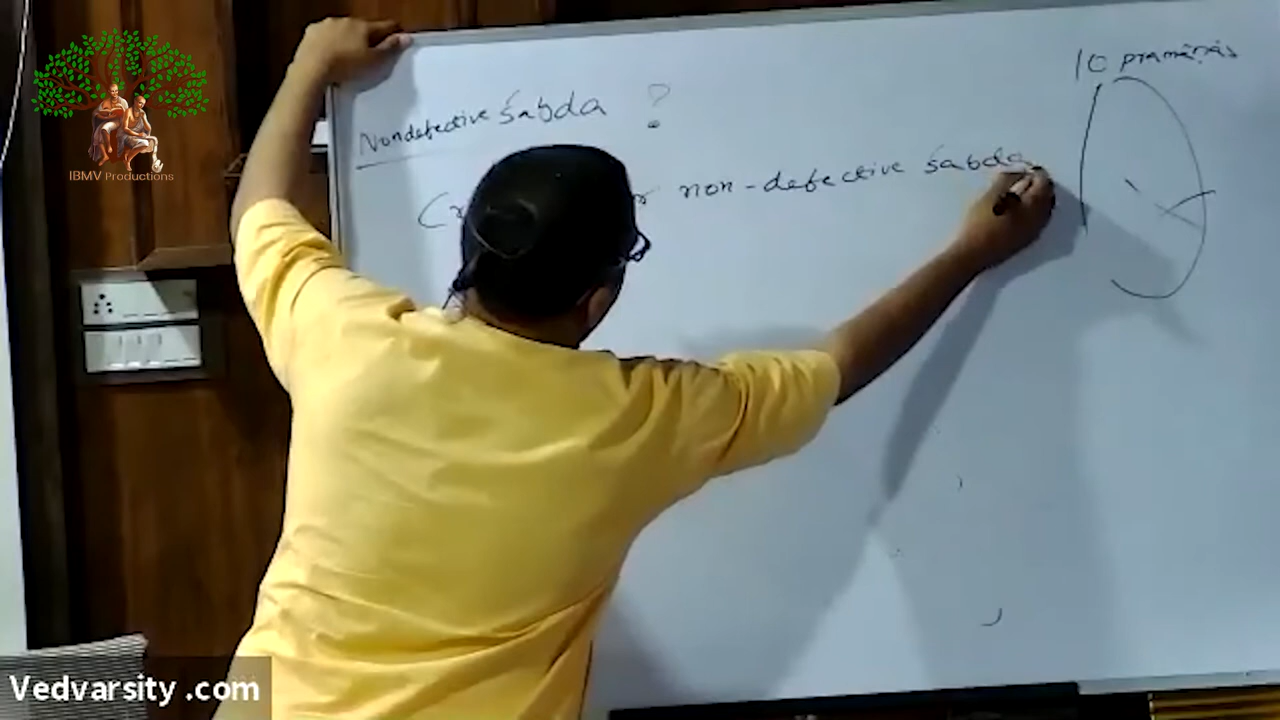 10 pramāṇas
Nondefective śabda ?
non-defective śabda
IBMV Productions
Vedvarsity .com